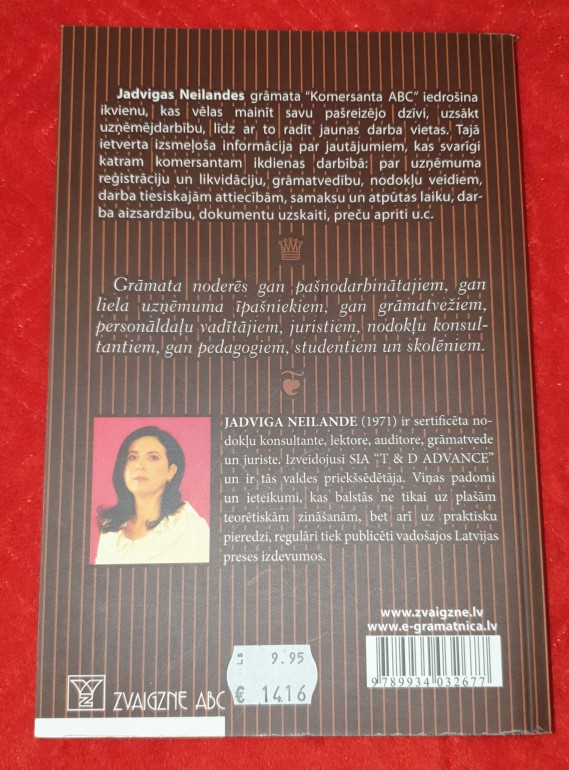 Jadvigas Neilandes grāmata “Komersanta ABC” iedrošina
ikvienu, kas vēlas mainīt savu pašreizējo dzīvi, uzsākt
uzņēmējdarbību, līdz ar to radīt jaunas darba vietas. Tajā
ietverta izsmeļoša informācija par jautājumiem, kas svarīgi
katram komersantam ikdienas darbībā: par uzņēmuma
reģistrāciju un likvidāciju, grāmatvedību, nodokļu veidiem,
darba tiesiskajām attiecībām, samaksu un atpūtas laiku, dar-
ba aizsardzību, dokumentu uzskaiti, preču apriti u.c.
Grāmata noderēs gan pašnodarbinātajiem, gan
liela uzņēmuma īpašniekiem, gan grāmatvežiem,
personāldaļu vadītājiem, juristiem, nodokļu konsul-
tantiem, gan pedagogiem, studentiem un skolēniem.
JADVIGA NEILANDE (1971) ir sertificēta no-
dokļu konsultante, lektore, auditore, grāmatvede
un juriste. Izveidojusi SIA “T & D ADVANCE”
un ir tās valdes priekšsēdētāja. Viņas padomi
un ieteikumi, kas balstās ne tikai uz plašām
teorētiskām zināšanām, bet arī uz praktisku
pieredzi, regulāri tiek publicēti vadošajos Latvijas
preses izdevumos.
www.zvaigzne.lv
www.e-gramatnica.lv
9789934032677
Ls 9.95
€ 14.16
ZVAIGZNE ABC